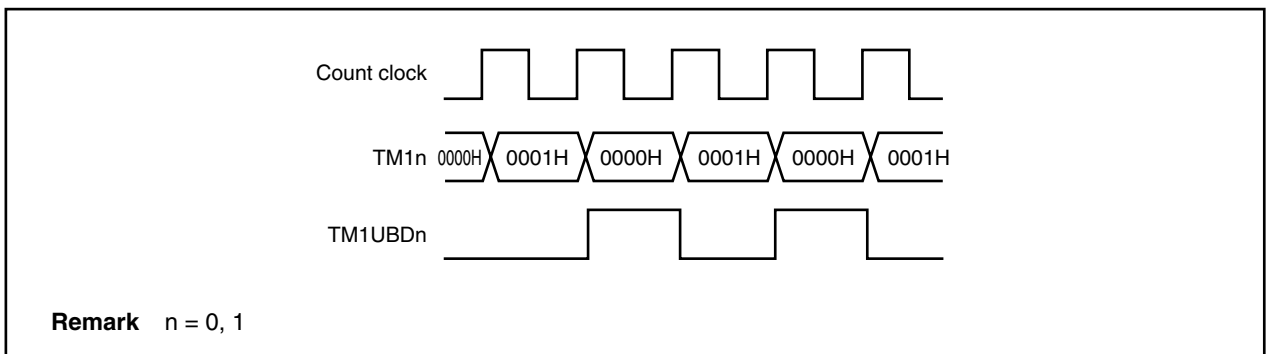 Count clock
TM1n 0000H 0001H 0000H 0001H 0000H 0001H
TM1UBDn
Remark n = 0, 1